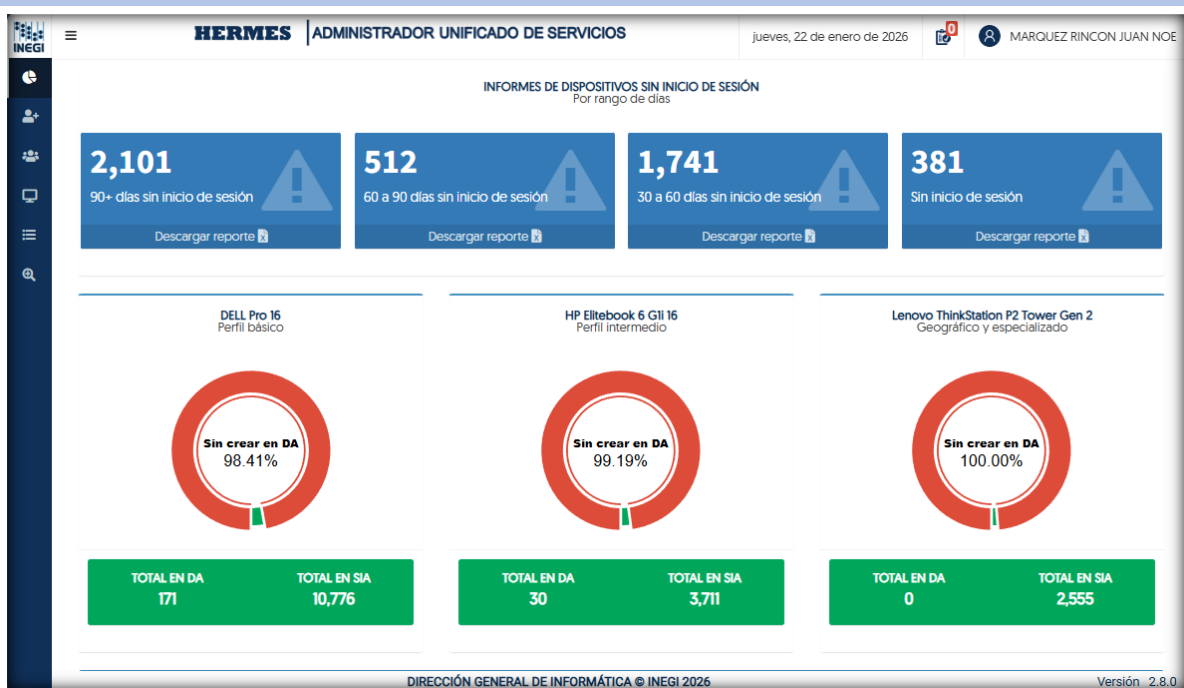 INEGI
HERMES | ADMINISTRADOR UNIFICADO DE SERVICIOS
jueves, 22 de enero de 2026
0
MARQUEZ RINCON JUAN NOE
INFORMES DE DISPOSITIVOS SIN INICIO DE SESIÓN
Por rango de días
2,101
90+ días sin inicio de sesión
Descargar reporte
512
60 a 90 días sin inicio de sesión
Descargar reporte
1,741
30 a 60 días sin inicio de sesión
Descargar reporte
381
Sin inicio de sesión
Descargar reporte
DELL Pro 16
Perfil básico
Sin crear en DA
98.41%
TOTAL EN DA
171
TOTAL EN SIA
10,776
HP Elitebook 6 G1i 16
Perfil intermedio
Sin crear en DA
99.19%
TOTAL EN DA
30
TOTAL EN SIA
3,711
Lenovo ThinkStation P2 Tower Gen 2
Geográfico y especializado
Sin crear en DA
100.00%
TOTAL EN DA
0
TOTAL EN SIA
2,555
DIRECCIÓN GENERAL DE INFORMÁTICA © INEGI 2026
Versión 2.8.0